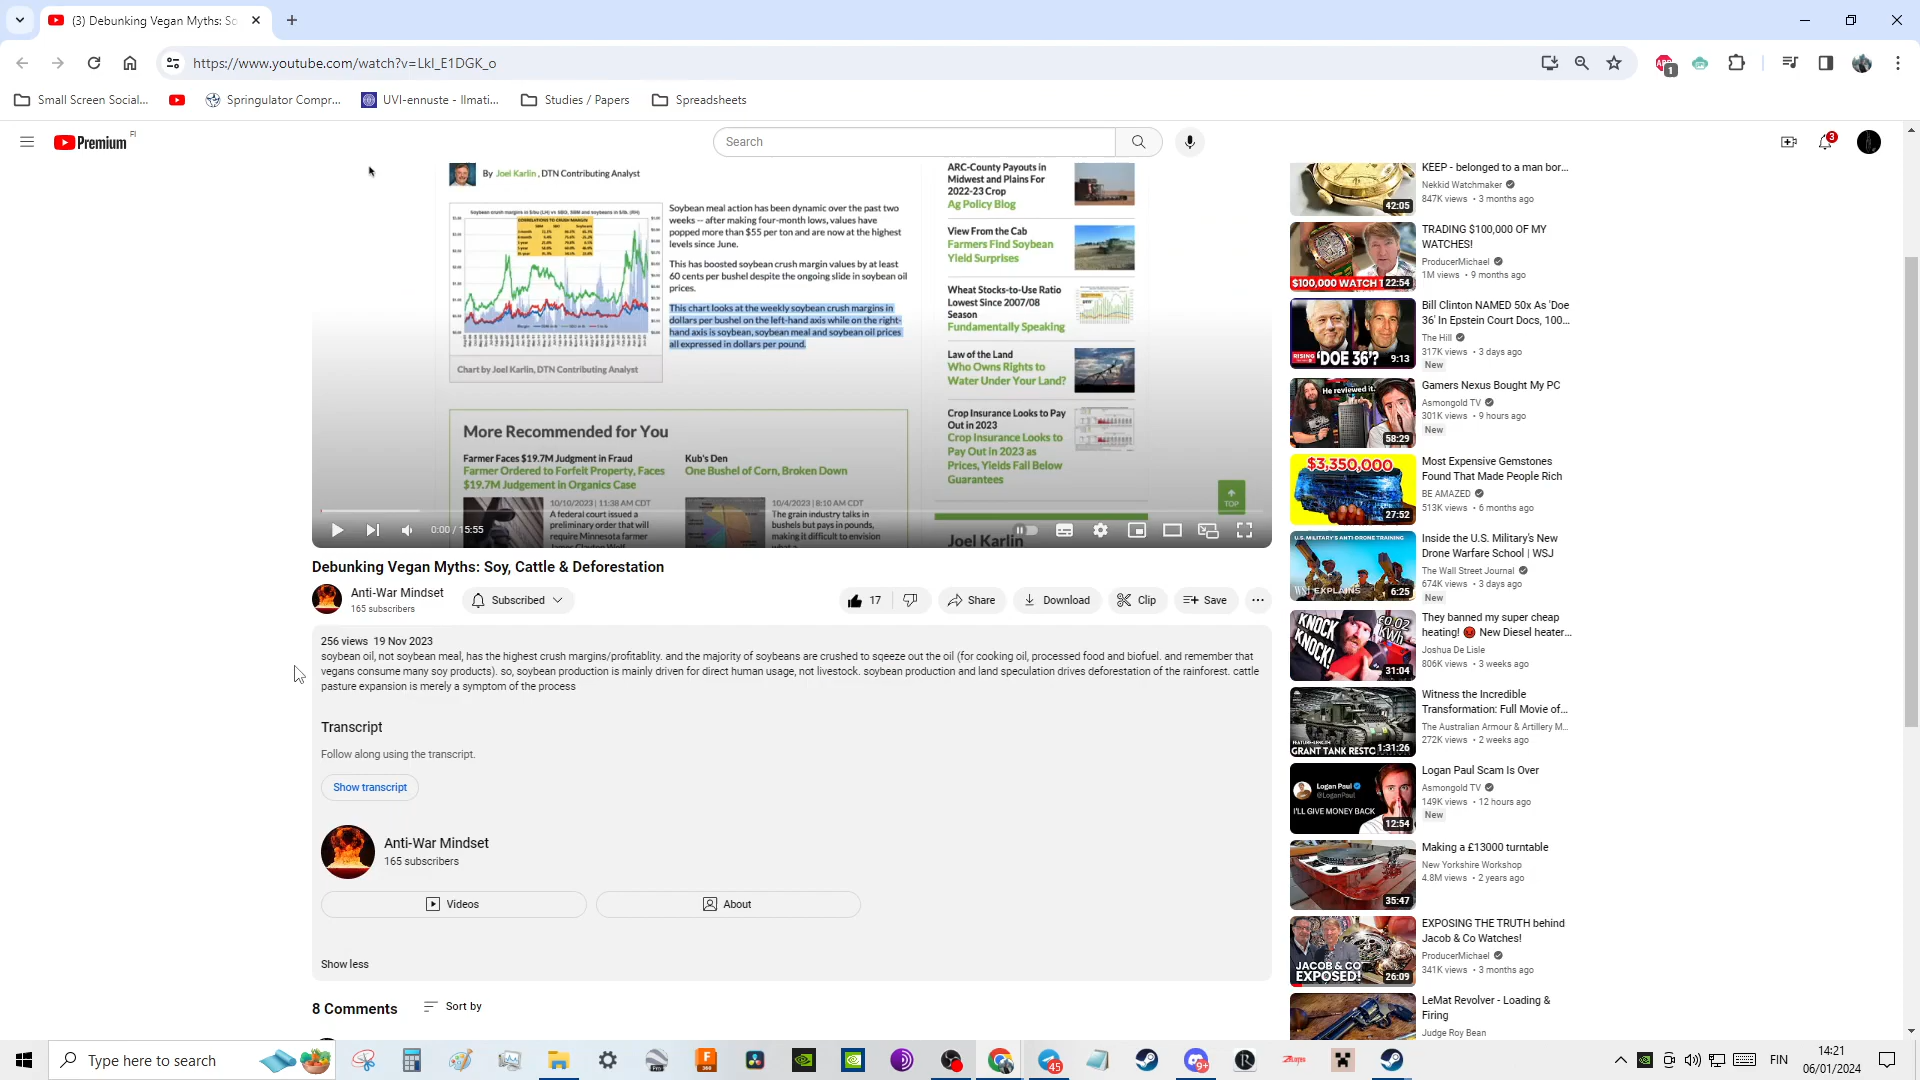 (3) Debunking Vegan Myths: So
https://www.youtube.com/watch?v=LkI_E1DGK_o
1
Small Screen Social...
Springulator Compr...
UVI-ennuste - Ilmati...
Studies / Papers
Spreadsheets
Premium
FI
Search
3
By Joel Karlin , DTN Contributing Analyst
Soybean meal action has been dynamic over the past two
weeks -- after making four-month lows, values have
popped more than $55 per ton and are now at the highest
levels since June.
This has boosted soybean crush margin values by at least
60 cents per bushel despite the ongoing slide in soybean oil
prices.
This chart looks at the weekly soybean crush margins in
dollars per bushel on the left-hand axis while on the right-
hand axis is soybean, soybean meal and soybean oil prices
all expressed in dollars per pound.
Chart by Joel Karlin, DTN Contributing Analyst
More Recommended for You
Farmer Faces $19.7M Judgment in Fraud
Farmer Ordered to Forfeit Property, Faces
$19.7M Judgement in Organics Case
10/10/2023 | 11:38 AM CDT
A federal court issued a
preliminary order that will
require Minnesota farmer
Kub's Den
One Bushel of Corn, Broken Down
10/4/2023 | 8:10 AM CDT
The grain industry talks in
bushels but pays in pounds,
making it difficult to envision
ARC-County Payouts in
Midwest and Plains For
2022-23 Crop
Ag Policy Blog
View From the Cab
Farmers Find Soybean
Yield Surprises
Wheat Stocks-to-Use Ratio
Lowest Since 2007/08
Season
Fundamentally Speaking
Law of the Land
Who Owns Rights to
Water Under Your Land?
Crop Insurance Looks to Pay
Out in 2023
Crop Insurance Looks to
Pay Out in 2023 as
Prices, Yields Fall Below
Guarantees
TOP
Joel Karlin
0:00 / 15:55
Debunking Vegan Myths: Soy, Cattle & Deforestation
Anti-War Mindset
165 subscribers
Subscribed
17
Share
Download
Clip
Save
256 views 19 Nov 2023
soybean oil, not soybean meal, has the highest crush margins/profitablity. and the majority of soybeans are crushed to sqeeze out the oil (for cooking oil, processed food and biofuel. and remember that
vegans consume many soy products). so, soybean production is mainly driven for direct human usage, not livestock. soybean production and land speculation drives deforestation of the rainforest. cattle
pasture expansion is merely a symptom of the process
Transcript
Follow along using the transcript.
Show transcript
Anti-War Mindset
165 subscribers
Videos
About
Show less
8 Comments
Sort by
42:05
KEEP - belonged to a man bor...
Nekkid Watchmaker
847K views • 3 months ago
$100,000 WATCH
22:54
TRADING $100,000 OF MY
WATCHES!
ProducerMichael
1M views • 9 months ago
RISING
'DOE 36'?
9:13
Bill Clinton NAMED 50x As 'Doe
36' In Epstein Court Docs, 100...
The Hill
317K views • 3 days ago
New
He reviewed it.
58:29
Gamers Nexus Bought My PC
Asmongold TV
301K views • 9 hours ago
New
$3,350,000
27:52
Most Expensive Gemstones
Found That Made People Rich
BE AMAZED
513K views • 6 months ago
U.S. MILITARY'S ANTI-DRONE TRAINING
WSJ EXPLAINS
6:25
Inside the U.S. Military's New
Drone Warfare School | WSJ
The Wall Street Journal
674K views • 3 days ago
New
KNOCK
KNOCK!
£0.02
KWh
31:04
They banned my super cheap
heating! New Diesel heater...
Joshua De Lisle
806K views • 3 weeks ago
FEATURE-LENGTH
GRANT TANK RESTO
1:31:26
Witness the Incredible
Transformation: Full Movie of...
The Australian Armour & Artillery M...
272K views • 2 weeks ago
Logan Paul
@LoganPaul
I'LL GIVE MONEY BACK
12:54
Logan Paul Scam Is Over
Asmongold TV
149K views • 12 hours ago
New
35:47
Making a £13000 turntable
New Yorkshire Workshop
4.8M views • 2 years ago
JACOB & CO
EXPOSED!
26:09
EXPOSING THE TRUTH behind
Jacob & Co Watches!
ProducerMichael
341K views • 3 months ago
LeMat Revolver - Loading &
Firing
Judge Roy Bean
Type here to search
45
9+
FIN
14:21
06/01/2024